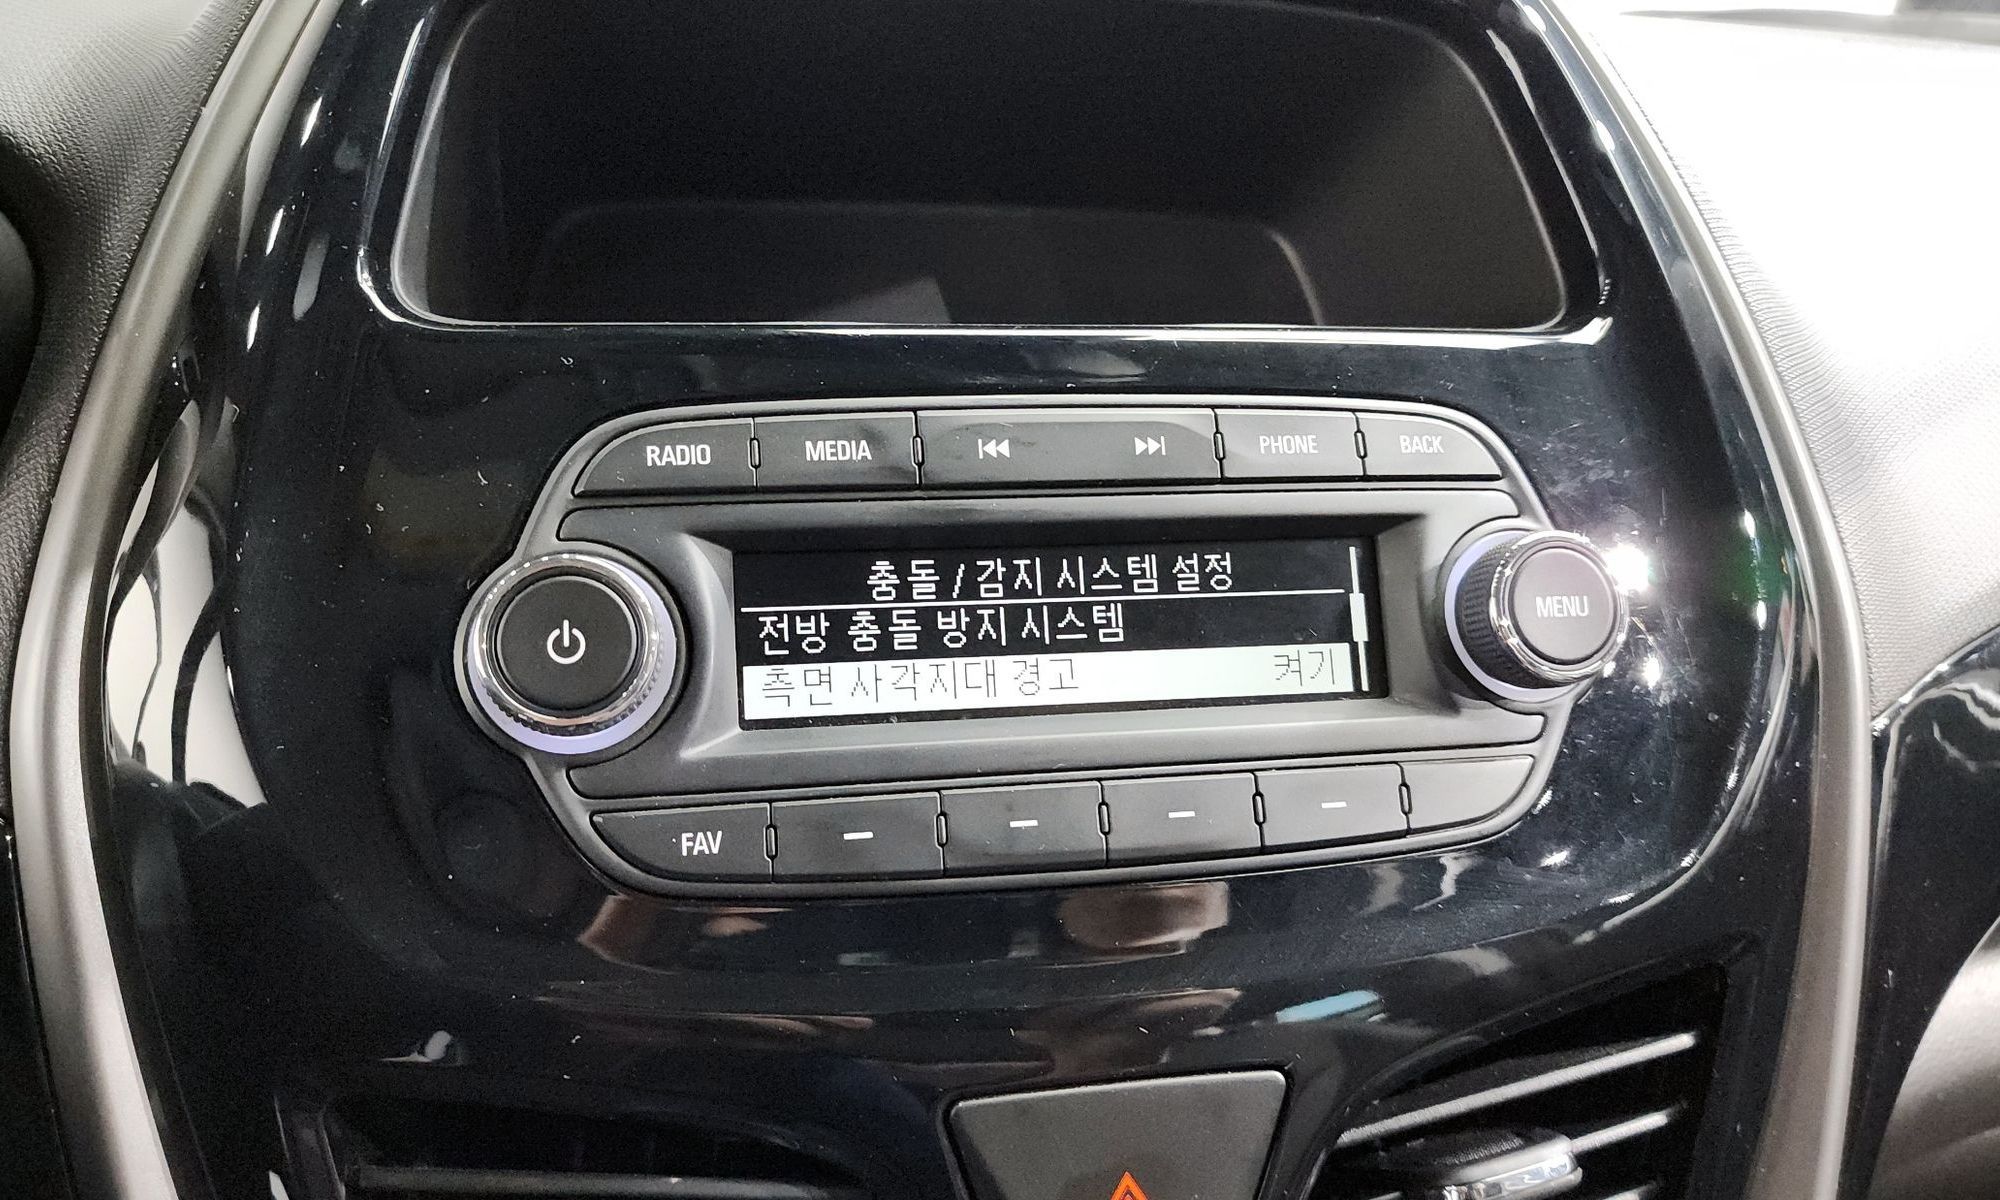 RADIO MEDIA PHONE BACK
충돌/감지 시스템 설정
전방 충돌 방지 시스템
측면 사각지대 경고 켜기
MENU
FAV